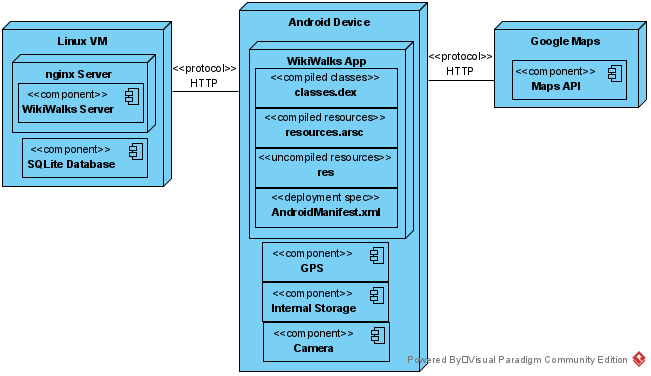 Linux VM
nginx Server
<<component>>
WikiWalks Server
<<component>>
SQLite Database
<<protocol>>
HTTP
Android Device
WikiWalks App
<<compiled classes>>
classes.dex
<<compiled resources>>
resources.arsc
<<uncompiled resources>>
res
<<deployment spec>>
AndroidManifest.xml
<<component>>
GPS
<<component>>
Internal Storage
<<component>>
Camera
<<protocol>>
HTTP
Google Maps
<<component>>
Maps API
Powered By Visual Paradigm Community Edition